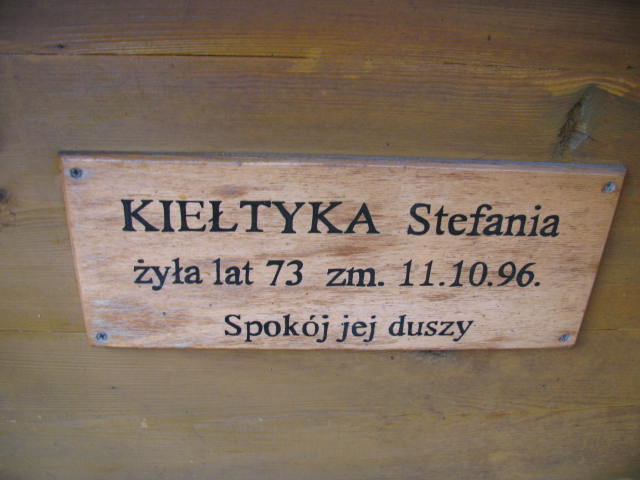 KIEŁTYKA Stefania
żyła lat 73 zm. 11.10.96.
Spokój jej duszy